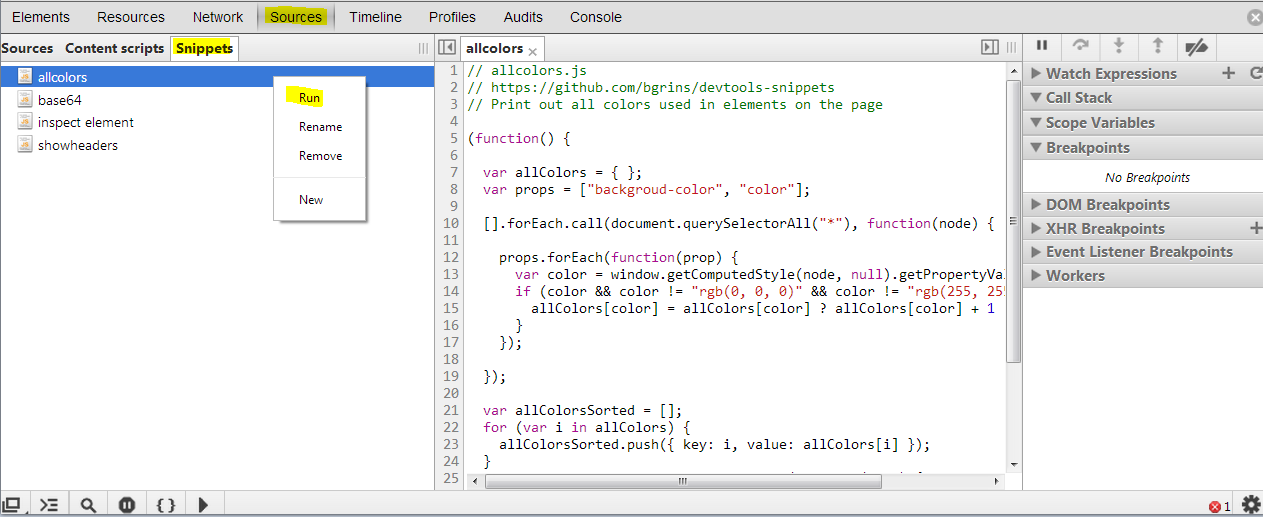 Elements Resources Network Sources Timeline Profiles Audits Console
Sources Content scripts Snippets
allcolors
base64
inspect element
showheaders
Run
Rename
Remove
New
allcolors
1 // allcolors.js
2 // https://github.com/bgrins/devtools-snippets
3 // Print out all colors used in elements on the page
4
5 (function() {
6
7 var allColors = { };
8 var props = ["backgroud-color", "color"];
9
10 [].forEach.call(document.querySelectorAll("*"), function(node) {
11
12 props.forEach(function(prop) {
13 var color = window.getComputedStyle(node, null).getPropertyVal
14 if (color && color != "rgb(0, 0, 0)" && color != "rgb(255, 255
15 allColors[color] = allColors[color] ? allColors[color] + 1
16 }
17 });
18
19 });
20
21 var allColorsSorted = [];
22 for (var i in allColors) {
23 allColorsSorted.push({ key: i, value: allColors[i] });
24 }
25
Watch Expressions
Call Stack
Scope Variables
Breakpoints
No Breakpoints
DOM Breakpoints
XHR Breakpoints
Event Listener Breakpoints
Workers
1